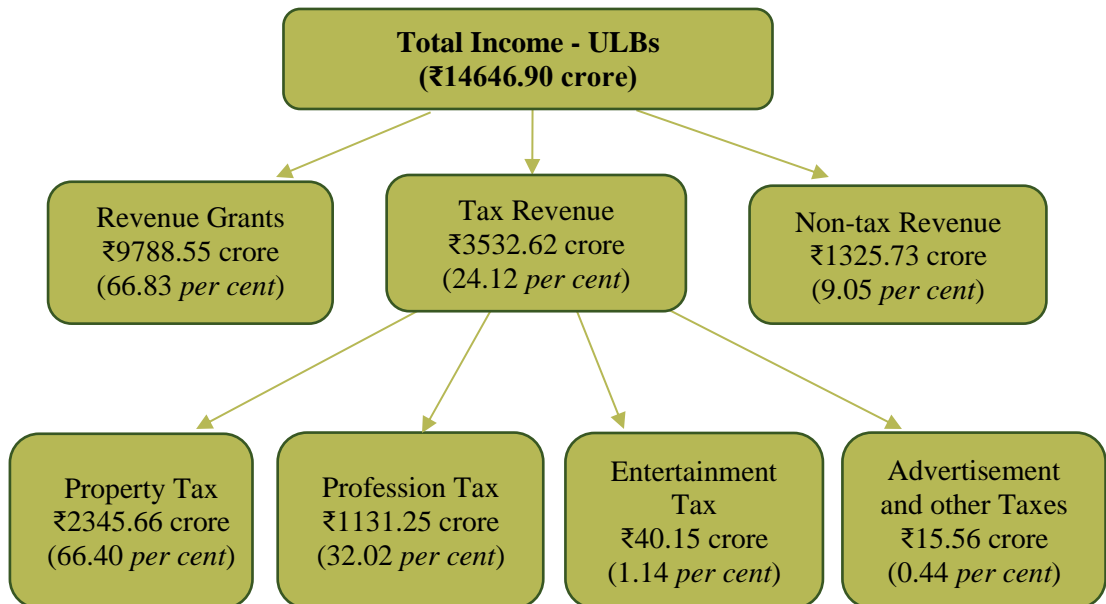 Total Income - ULBs
(₹14646.90 crore)
Revenue Grants
₹9788.55 crore
(66.83 per cent)
Tax Revenue
₹3532.62 crore
(24.12 per cent)
Non-tax Revenue
₹1325.73 crore
(9.05 per cent)
Property Tax
₹2345.66 crore
(66.40 per cent)
Profession Tax
₹1131.25 crore
(32.02 per cent)
Entertainment
Tax
₹40.15 crore
(1.14 per cent)
Advertisement
and other Taxes
₹15.56 crore
(0.44 per cent)